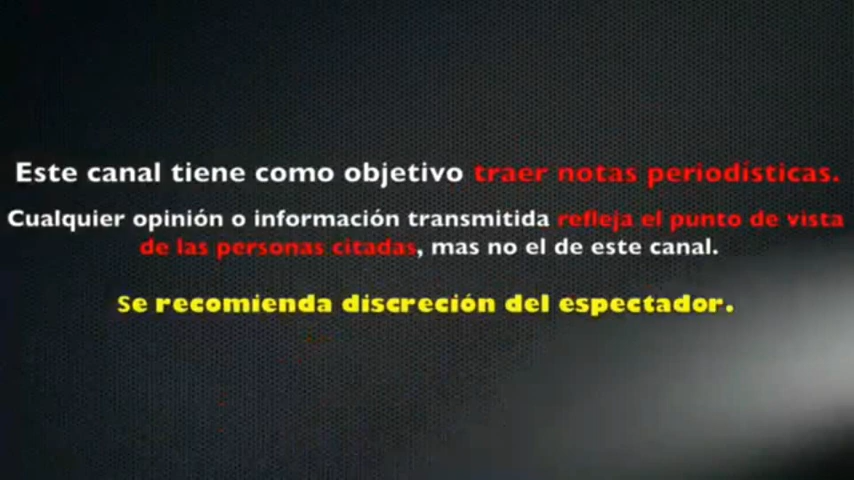 Este canal tiene como objetivo traer notas periodísticas.
Cualquier opinión o información transmitida refleja el punto de vista
de las personas citadas, mas no el de este canal.
Se recomienda discreción del espectador.